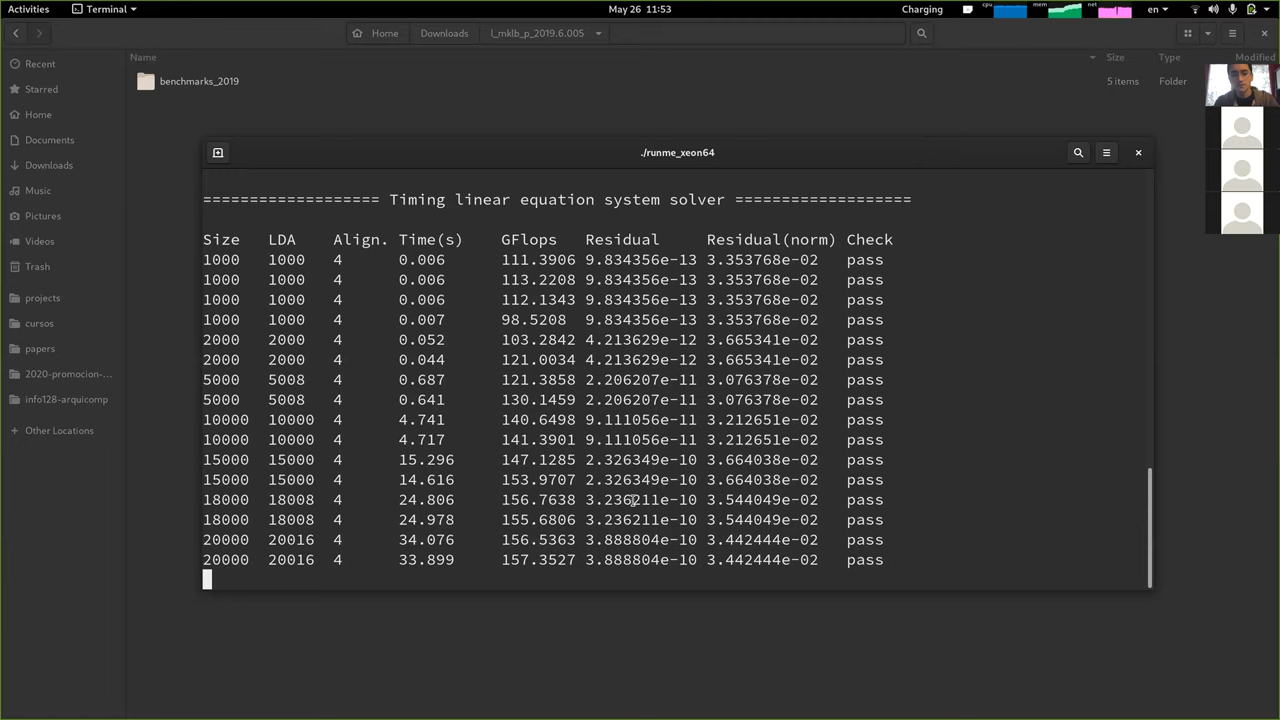 Activities Terminal May 26 11:53 Charging cpu mem net en
Home Downloads l_mklb_p_2019.6.005
Recent
Starred
Home
Documents
Downloads
Music
Pictures
Videos
Trash
projects
cursos
papers
2020-promocion-...
info128-arquicomp
Other Locations
Name Size Type Modified
benchmarks_2019 5 items Folder
./runme_xeon64
=================== Timing linear equation system solver ===================
Size LDA Align. Time(s) GFlops Residual Residual(norm) Check
1000 1000 4 0.006 111.3906 9.834356e-13 3.353768e-02 pass
1000 1000 4 0.006 113.2208 9.834356e-13 3.353768e-02 pass
1000 1000 4 0.006 112.1343 9.834356e-13 3.353768e-02 pass
1000 1000 4 0.007 98.5208 9.834356e-13 3.353768e-02 pass
2000 2000 4 0.052 103.2842 4.213629e-12 3.665341e-02 pass
2000 2000 4 0.044 121.0034 4.213629e-12 3.665341e-02 pass
5000 5008 4 0.687 121.3858 2.206207e-11 3.076378e-02 pass
5000 5008 4 0.641 130.1459 2.206207e-11 3.076378e-02 pass
10000 10000 4 4.741 140.6498 9.111056e-11 3.212651e-02 pass
10000 10000 4 4.717 141.3901 9.111056e-11 3.212651e-02 pass
15000 15000 4 15.296 147.1285 2.326349e-10 3.664038e-02 pass
15000 15000 4 14.616 153.9707 2.326349e-10 3.664038e-02 pass
18000 18008 4 24.806 156.7638 3.236211e-10 3.544049e-02 pass
18000 18008 4 24.978 155.6806 3.236211e-10 3.544049e-02 pass
20000 20016 4 34.076 156.5363 3.888804e-10 3.442444e-02 pass
20000 20016 4 33.899 157.3527 3.888804e-10 3.442444e-02 pass